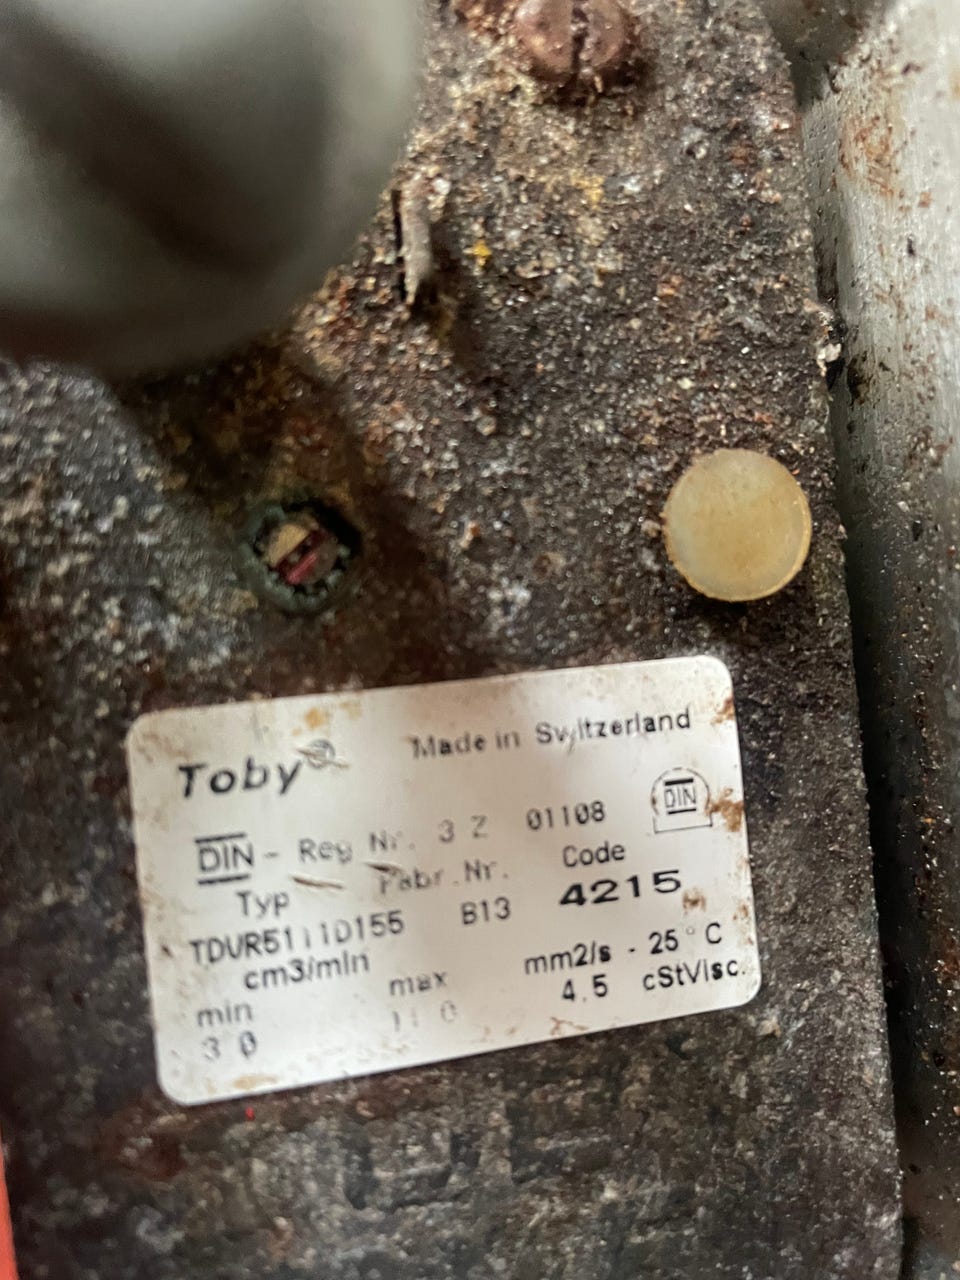 Toby
Made in Switzerland
DIN
DIN - Reg Nr. 3 Z 01108
Typ Fabr.Nr. Code
B13 4215
cm3/min mm2/s - 25°C
min max 4.5 cStVisc.
30